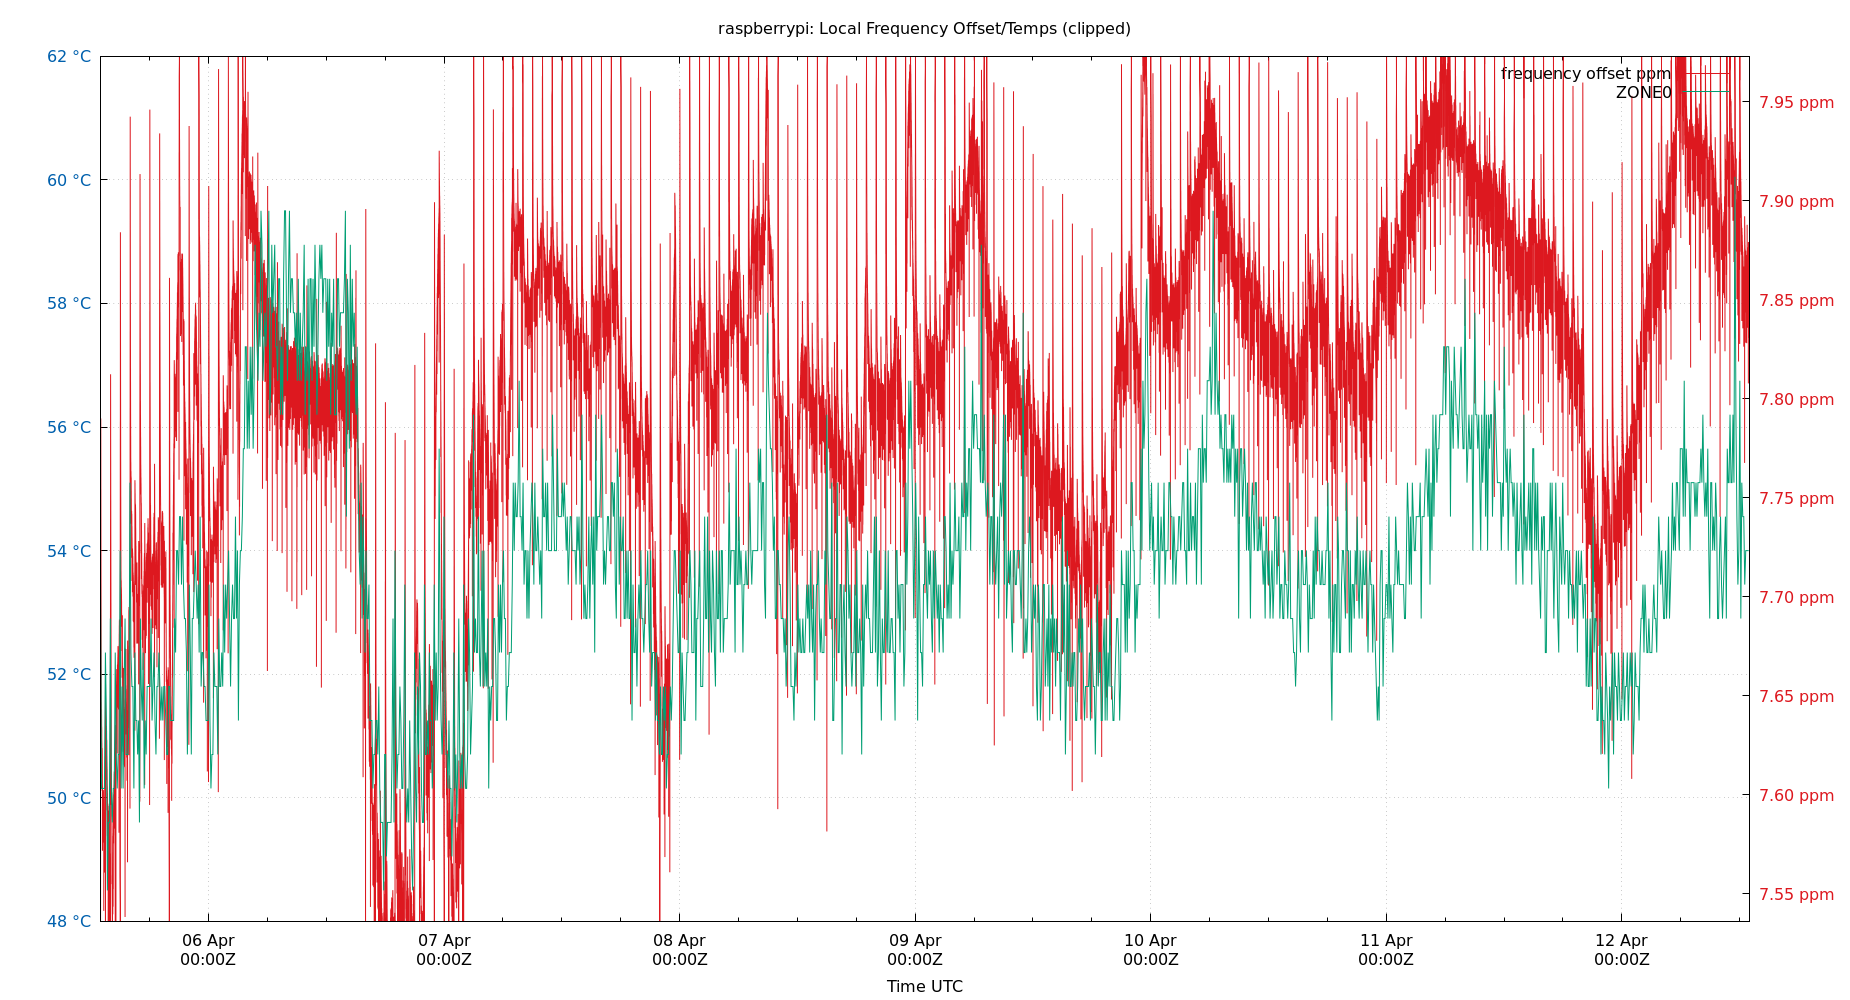 raspberrypi: Local Frequency Offset/Temps (clipped)
62 °C
60 °C
58 °C
56 °C
54 °C
52 °C
50 °C
48 °C
frequency offset ppm
ZONE0
7.95 ppm
7.90 ppm
7.85 ppm
7.80 ppm
7.75 ppm
7.70 ppm
7.65 ppm
7.60 ppm
7.55 ppm
06 Apr
00:00Z
07 Apr
00:00Z
08 Apr
00:00Z
09 Apr
00:00Z
10 Apr
00:00Z
11 Apr
00:00Z
12 Apr
00:00Z
Time UTC